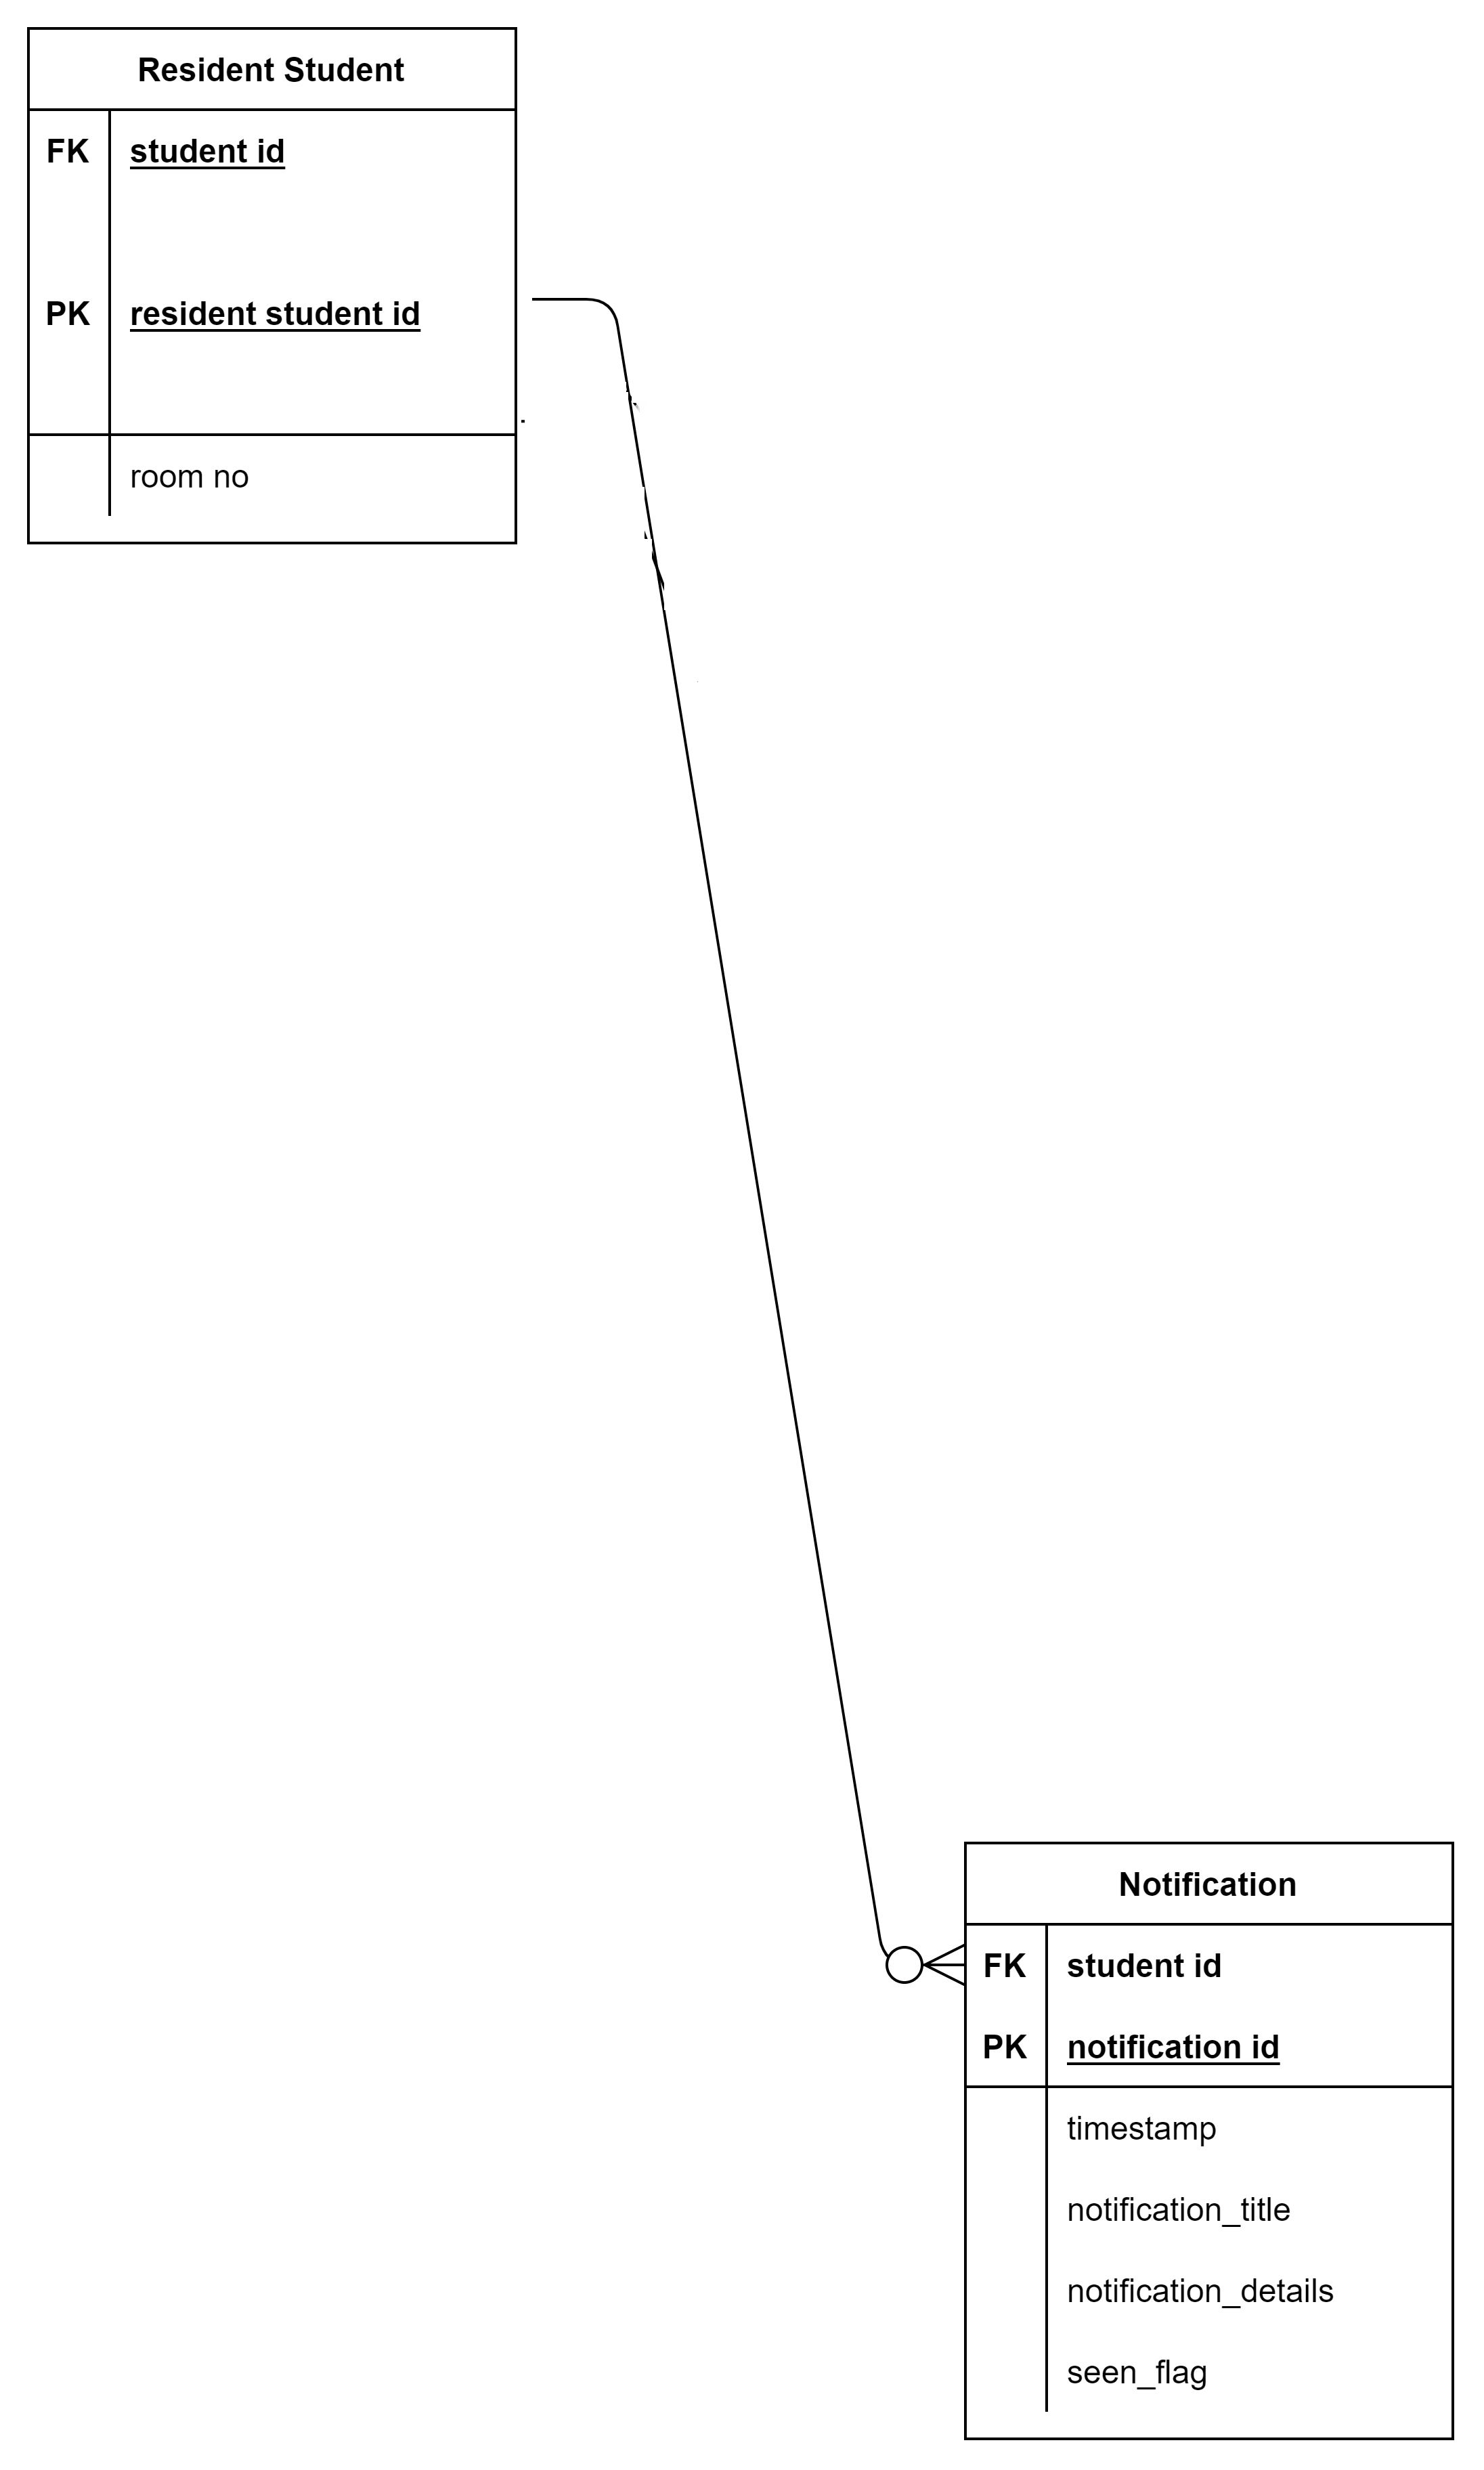 Resident Student
FK student id
PK resident student id
room no
Notification
FK student id
PK notification id
timestamp
notification_title
notification_details
seen_flag